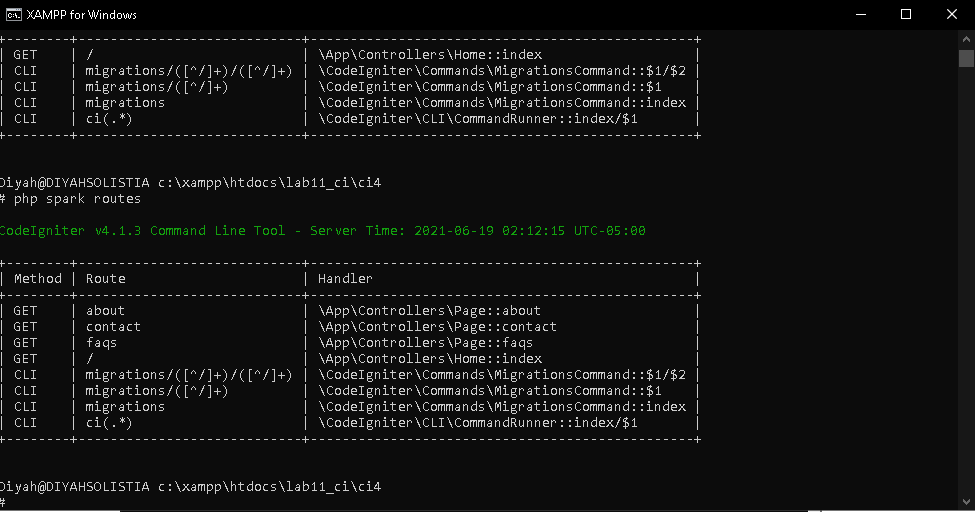 XAMPP for Windows
+--------+----------------------------+------------------------------------------------+
| GET    | /                          | \App\Controllers\Home::index                   |
| CLI    | migrations/([^/]+)/([^/]+) | \CodeIgniter\Commands\MigrationsCommand::$1/$2 |
| CLI    | migrations/([^/]+)         | \CodeIgniter\Commands\MigrationsCommand::$1    |
| CLI    | migrations                 | \CodeIgniter\Commands\MigrationsCommand::index |
| CLI    | ci(.*)                     | \CodeIgniter\CLI\CommandRunner::index/$1       |
+--------+----------------------------+------------------------------------------------+
Diyah@DIYAHSOLISTIA c:\xampp\htdocs\lab11_ci\ci4
# php spark routes
CodeIgniter v4.1.3 Command Line Tool - Server Time: 2021-06-19 02:12:15 UTC-05:00
+--------+----------------------------+------------------------------------------------+
| Method | Route                      | Handler                                        |
+--------+----------------------------+------------------------------------------------+
| GET    | about                      | \App\Controllers\Page::about                   |
| GET    | contact                    | \App\Controllers\Page::contact                 |
| GET    | faqs                       | \App\Controllers\Page::faqs                    |
| GET    | /                          | \App\Controllers\Home::index                   |
| CLI    | migrations/([^/]+)/([^/]+) | \CodeIgniter\Commands\MigrationsCommand::$1/$2 |
| CLI    | migrations/([^/]+)         | \CodeIgniter\Commands\MigrationsCommand::$1    |
| CLI    | migrations                 | \CodeIgniter\Commands\MigrationsCommand::index |
| CLI    | ci(.*)                     | \CodeIgniter\CLI\CommandRunner::index/$1       |
+--------+----------------------------+------------------------------------------------+
Diyah@DIYAHSOLISTIA c:\xampp\htdocs\lab11_ci\ci4
#